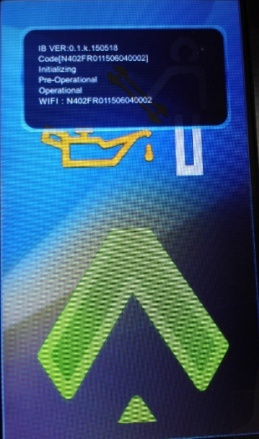 IB VER:0.1.k.150518
Code[N402FR011506040002]
Initializing
Pre-Operational
Operational
WIFI : N402FR011506040002